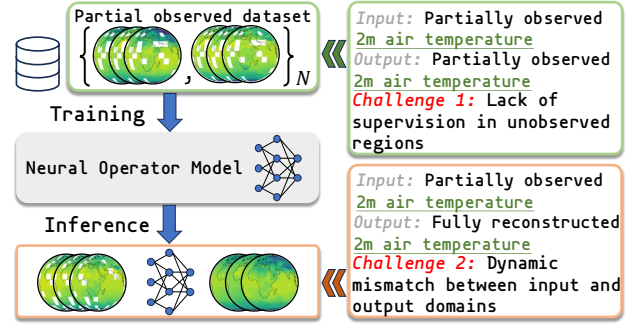 Partial observed dataset
{ , } N
Training
Neural Operator Model
Inference
Input: Partially observed
2m air temperature
Output: Partially observed
2m air temperature
Challenge 1: Lack of
supervision in unobserved
regions
Input: Partially observed
2m air temperature
Output: Fully reconstructed
2m air temperature
Challenge 2: Dynamic
mismatch between input and
output domains